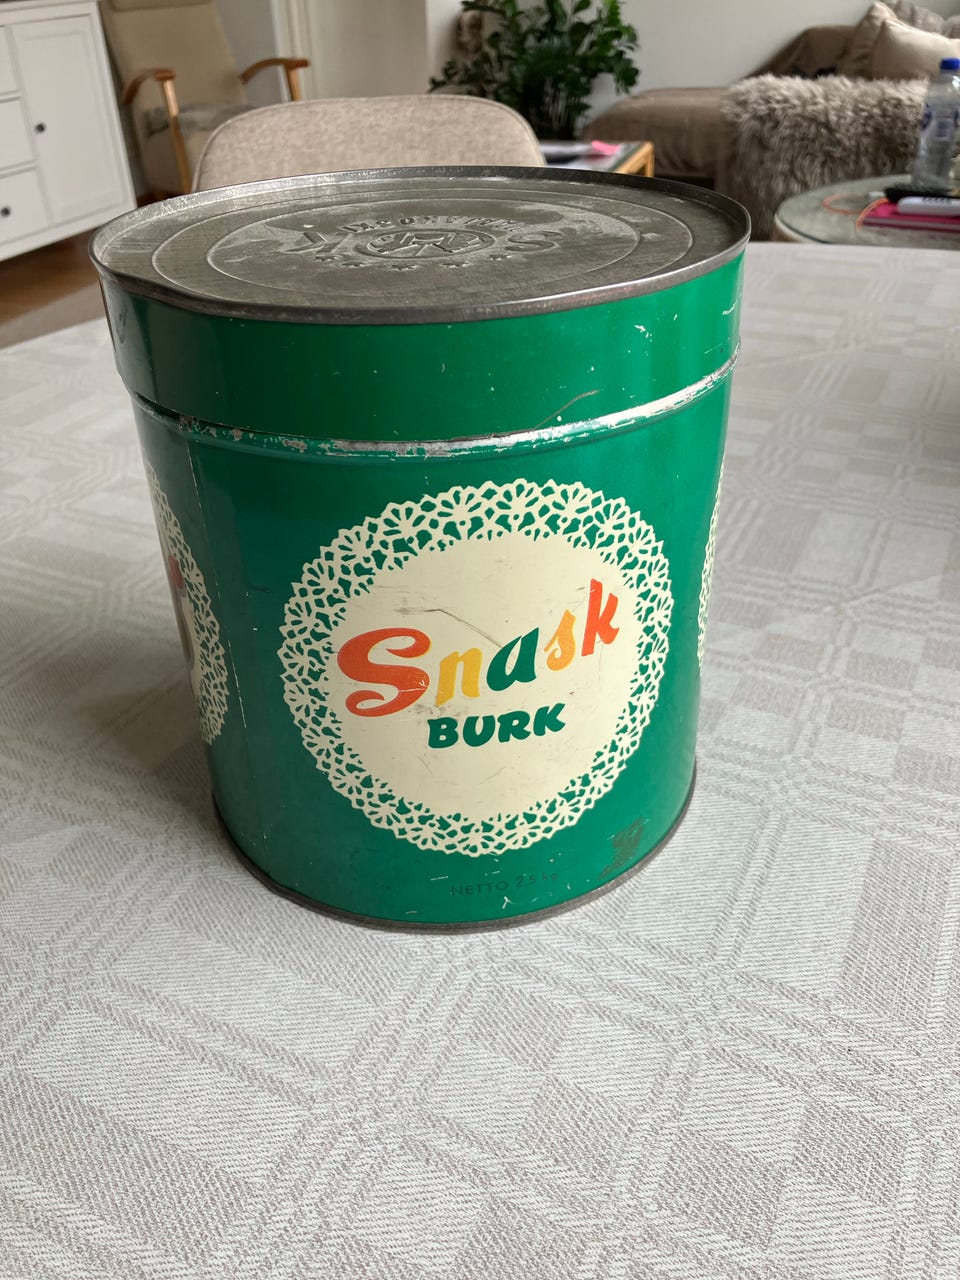 Snask
BURK
NETTO 2,5 kg